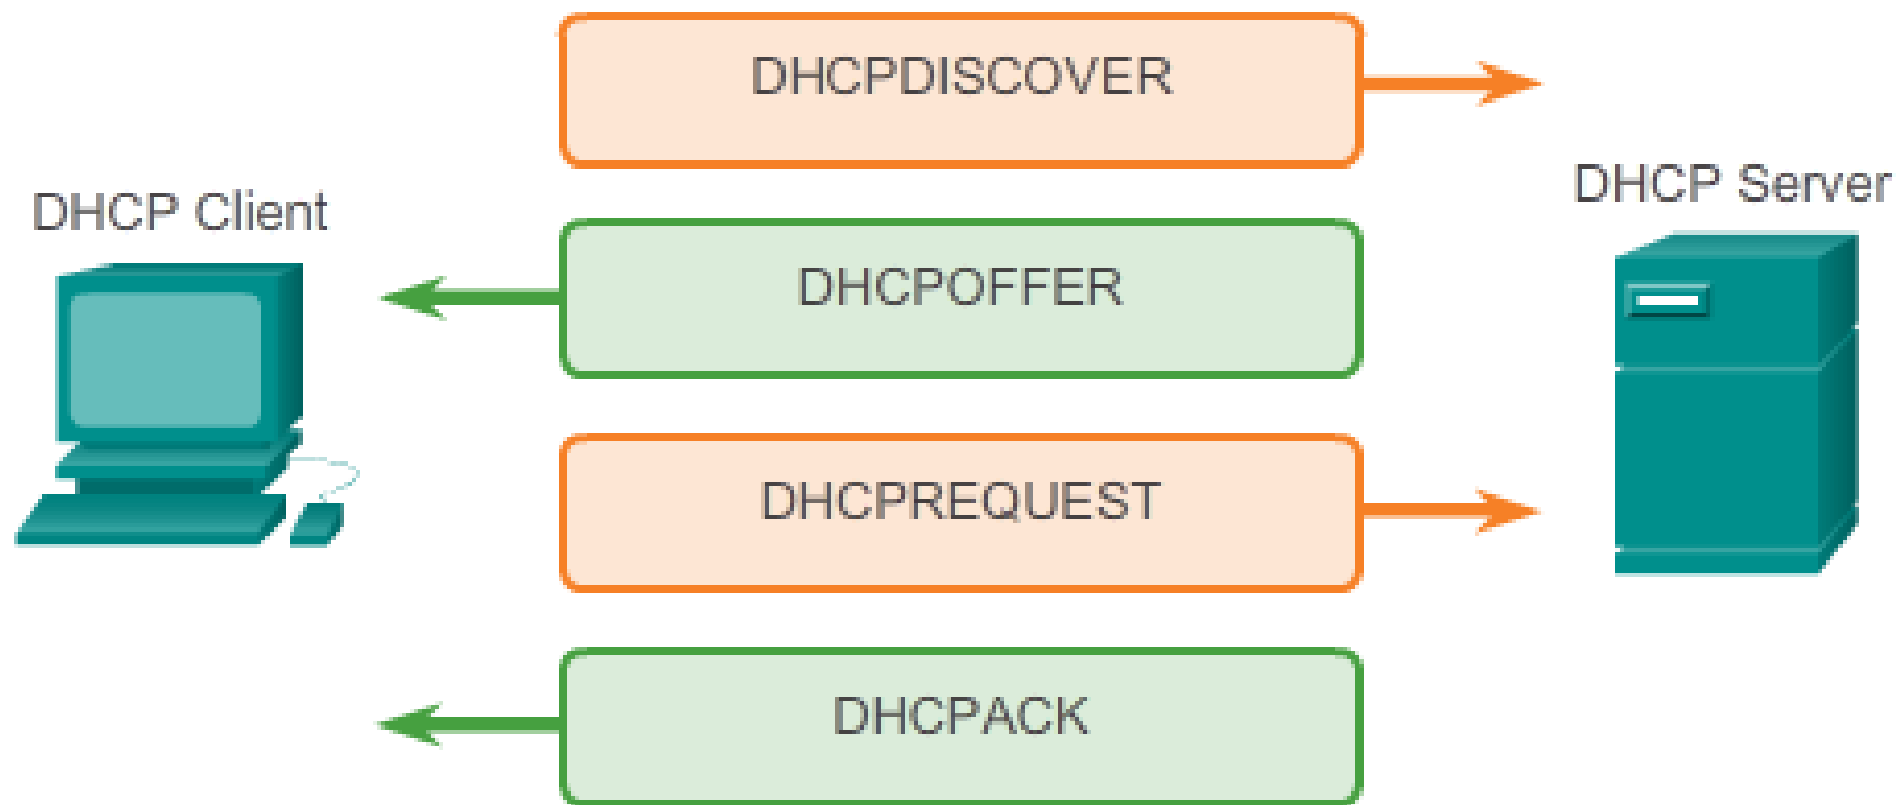 DHCPDISCOVER
DHCP Client
DHCP Server
DHCPOFFER
DHCPREQUEST
DHCPACK